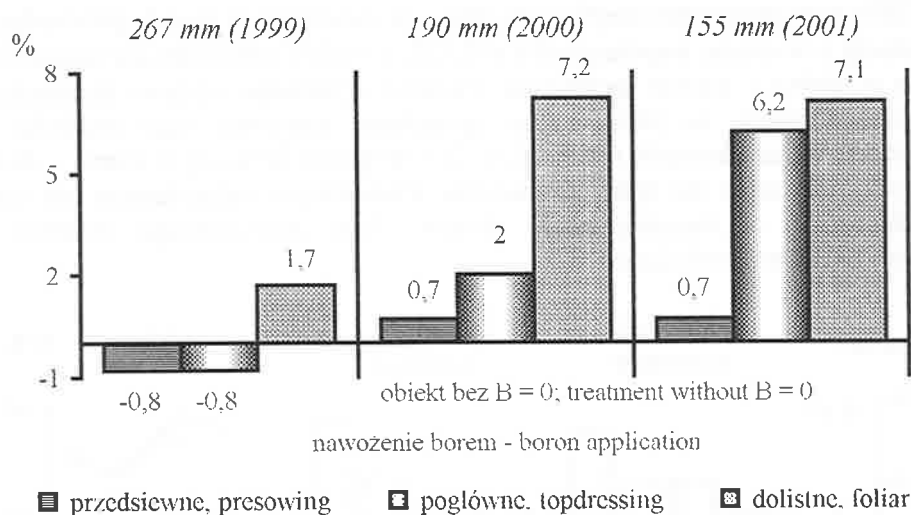 267 mm (1999) 190 mm (2000) 155 mm (2001)
%
8
5
2
-1
-0,8 -0,8 1,7
0,7 2 7,2
0,7 6,2 7,1
obiekt bez B = 0; treatment without B = 0
nawożenie borem - boron application
przedsiewne, presowing pogłówne, topdressing dolistne, foliar